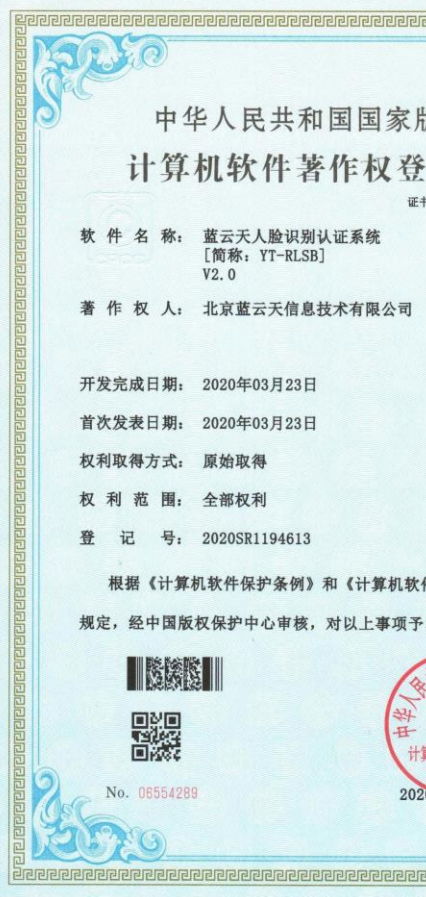 中华人民共和国国家版
计算机软件著作权登
证书
软件名称: 蓝云天人脸识别认证系统
[简称: YT-RLSB]
V2.0
著作权人: 北京蓝云天信息技术有限公司
开发完成日期: 2020年03月23日
首次发表日期: 2020年03月23日
权利取得方式: 原始取得
权利范围: 全部权利
登记号: 2020SR1194613
根据《计算机软件保护条例》和《计算机软件
规定，经中国版权保护中心审核，对以上事项予
中华人民
计算
No. 06554289
2020